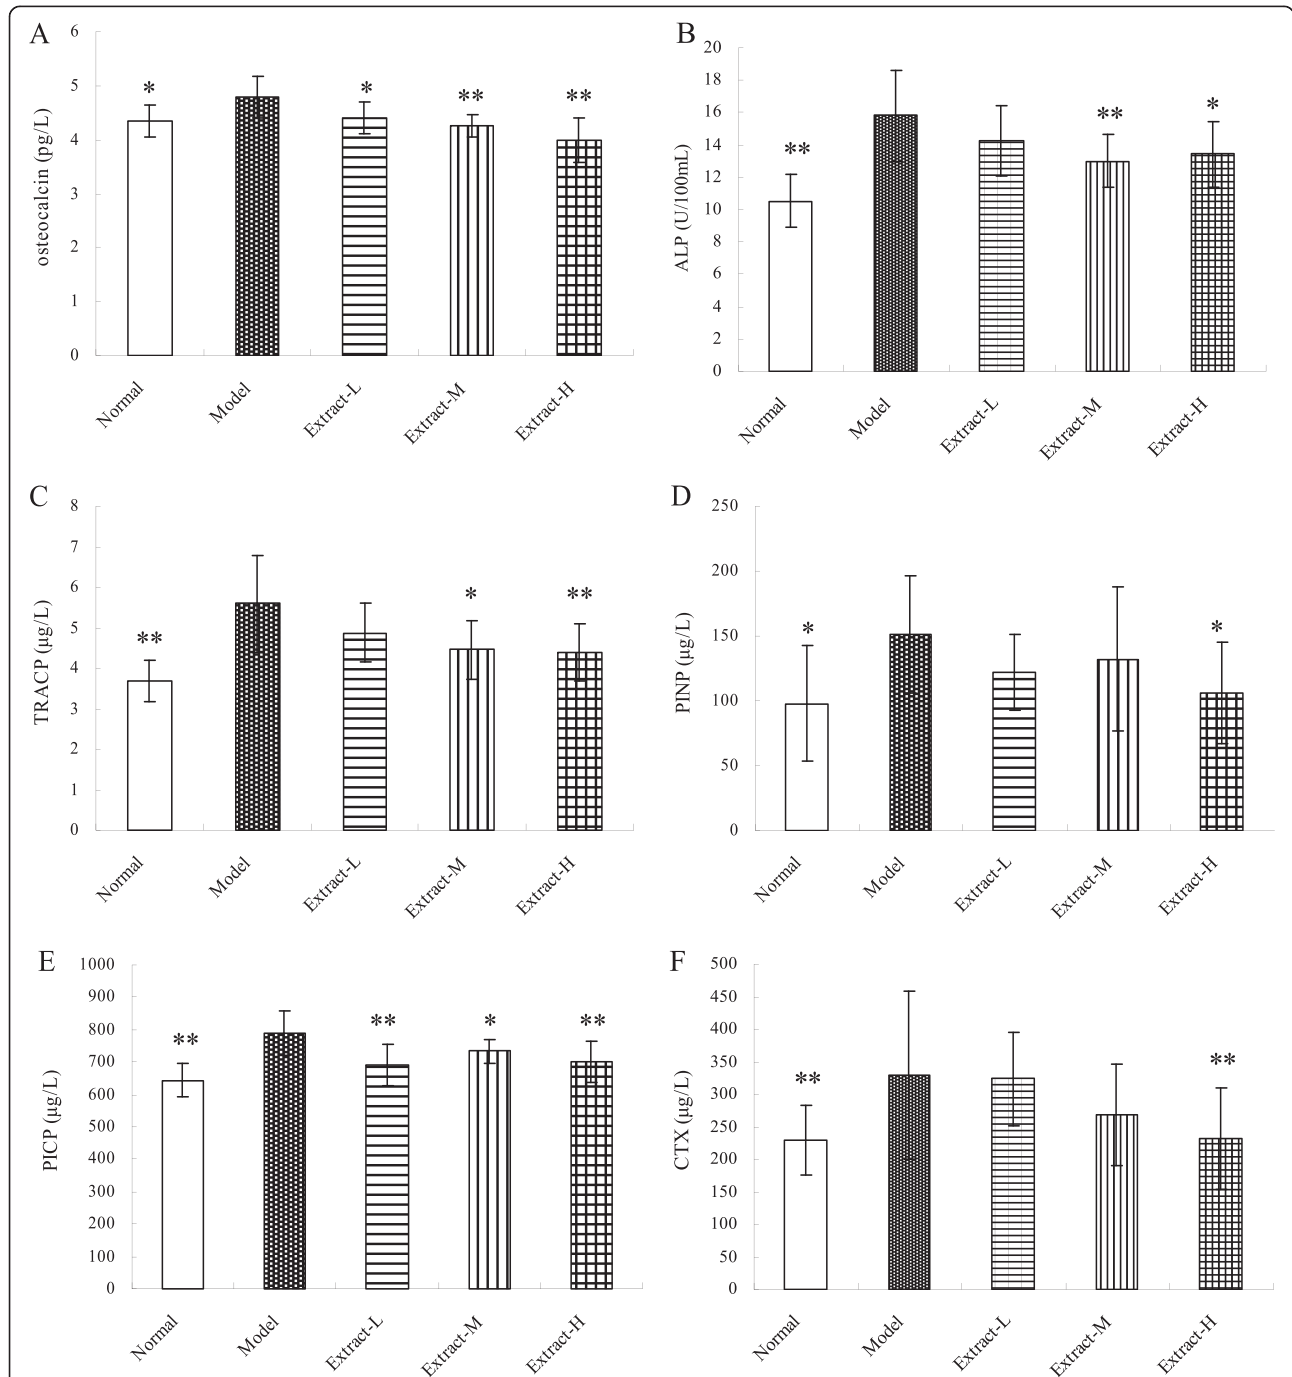 A
osteocalcin (pg/L)
6
5
4
3
2
1
0
*
*
**
**
Normal
Model
Extract-L
Extract-M
Extract-H
B
ALP (U/100mL)
20
18
16
14
12
10
8
6
4
2
0
**
**
*
Normal
Model
Extract-L
Extract-M
Extract-H
C
TRACP (μg/L)
8
7
6
5
4
3
2
1
0
**
*
**
Normal
Model
Extract-L
Extract-M
Extract-H
D
PINP (μg/L)
250
200
150
100
50
0
*
*
Normal
Model
Extract-L
Extract-M
Extract-H
E
PICP (μg/L)
1000
900
800
700
600
500
400
300
200
100
0
**
**
*
**
Normal
Model
Extract-L
Extract-M
Extract-H
F
CTX (μg/L)
500
450
400
350
300
250
200
150
100
50
0
**
**
Normal
Model
Extract-L
Extract-M
Extract-H